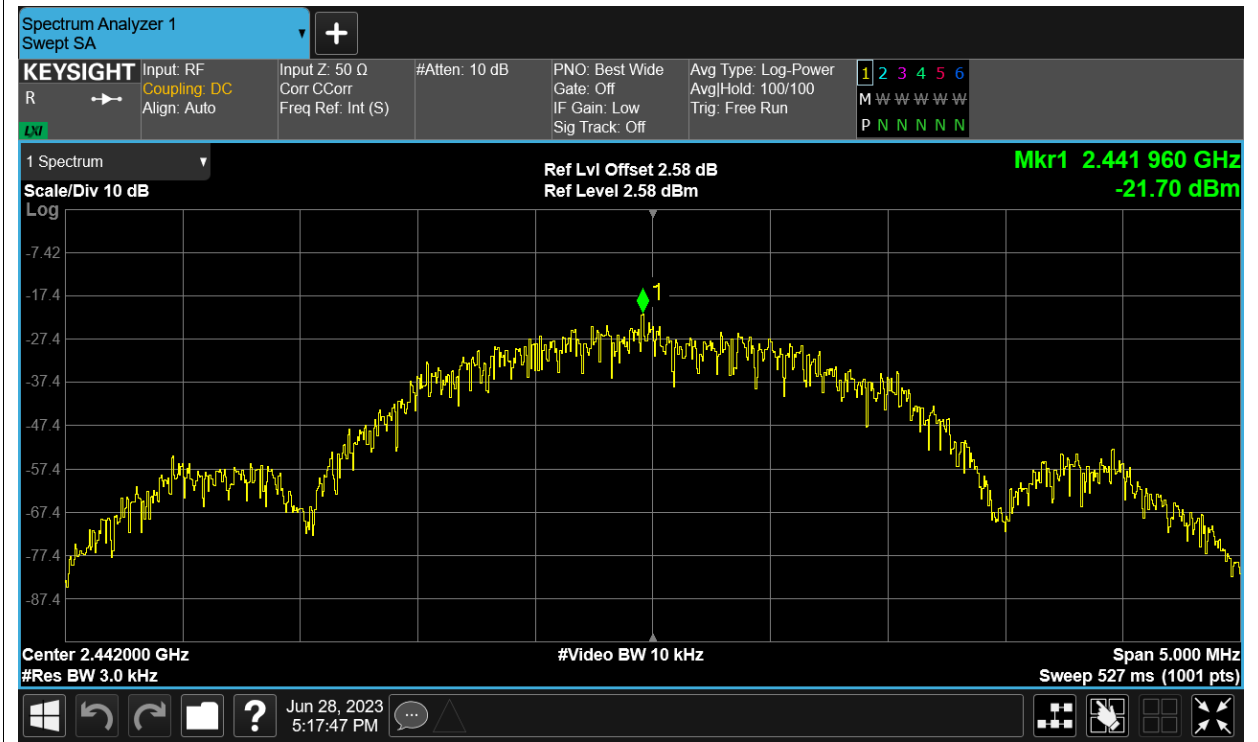 Spectrum Analyzer 1
Swept SA
KEYSIGHT
R
LXI
Input: RF
Coupling: DC
Align: Auto
Input Z: 50 Ω
Corr CCorr
Freq Ref: Int (S)
#Atten: 10 dB
PNO: Best Wide
Gate: Off
IF Gain: Low
Sig Track: Off
Avg Type: Log-Power
Avg|Hold: 100/100
Trig: Free Run
1 2 3 4 5 6
M W W W W W
P N N N N N
1 Spectrum
Scale/Div 10 dB
Ref Lvl Offset 2.58 dB
Ref Level 2.58 dBm
Mkr1 2.441 960 GHz
-21.70 dBm
Log
-7.42
-17.4
-27.4
-37.4
-47.4
-57.4
-67.4
-77.4
-87.4
1
Center 2.442000 GHz
#Res BW 3.0 kHz
#Video BW 10 kHz
Span 5.000 MHz
Sweep 527 ms (1001 pts)
?
Jun 28, 2023
5:17:47 PM